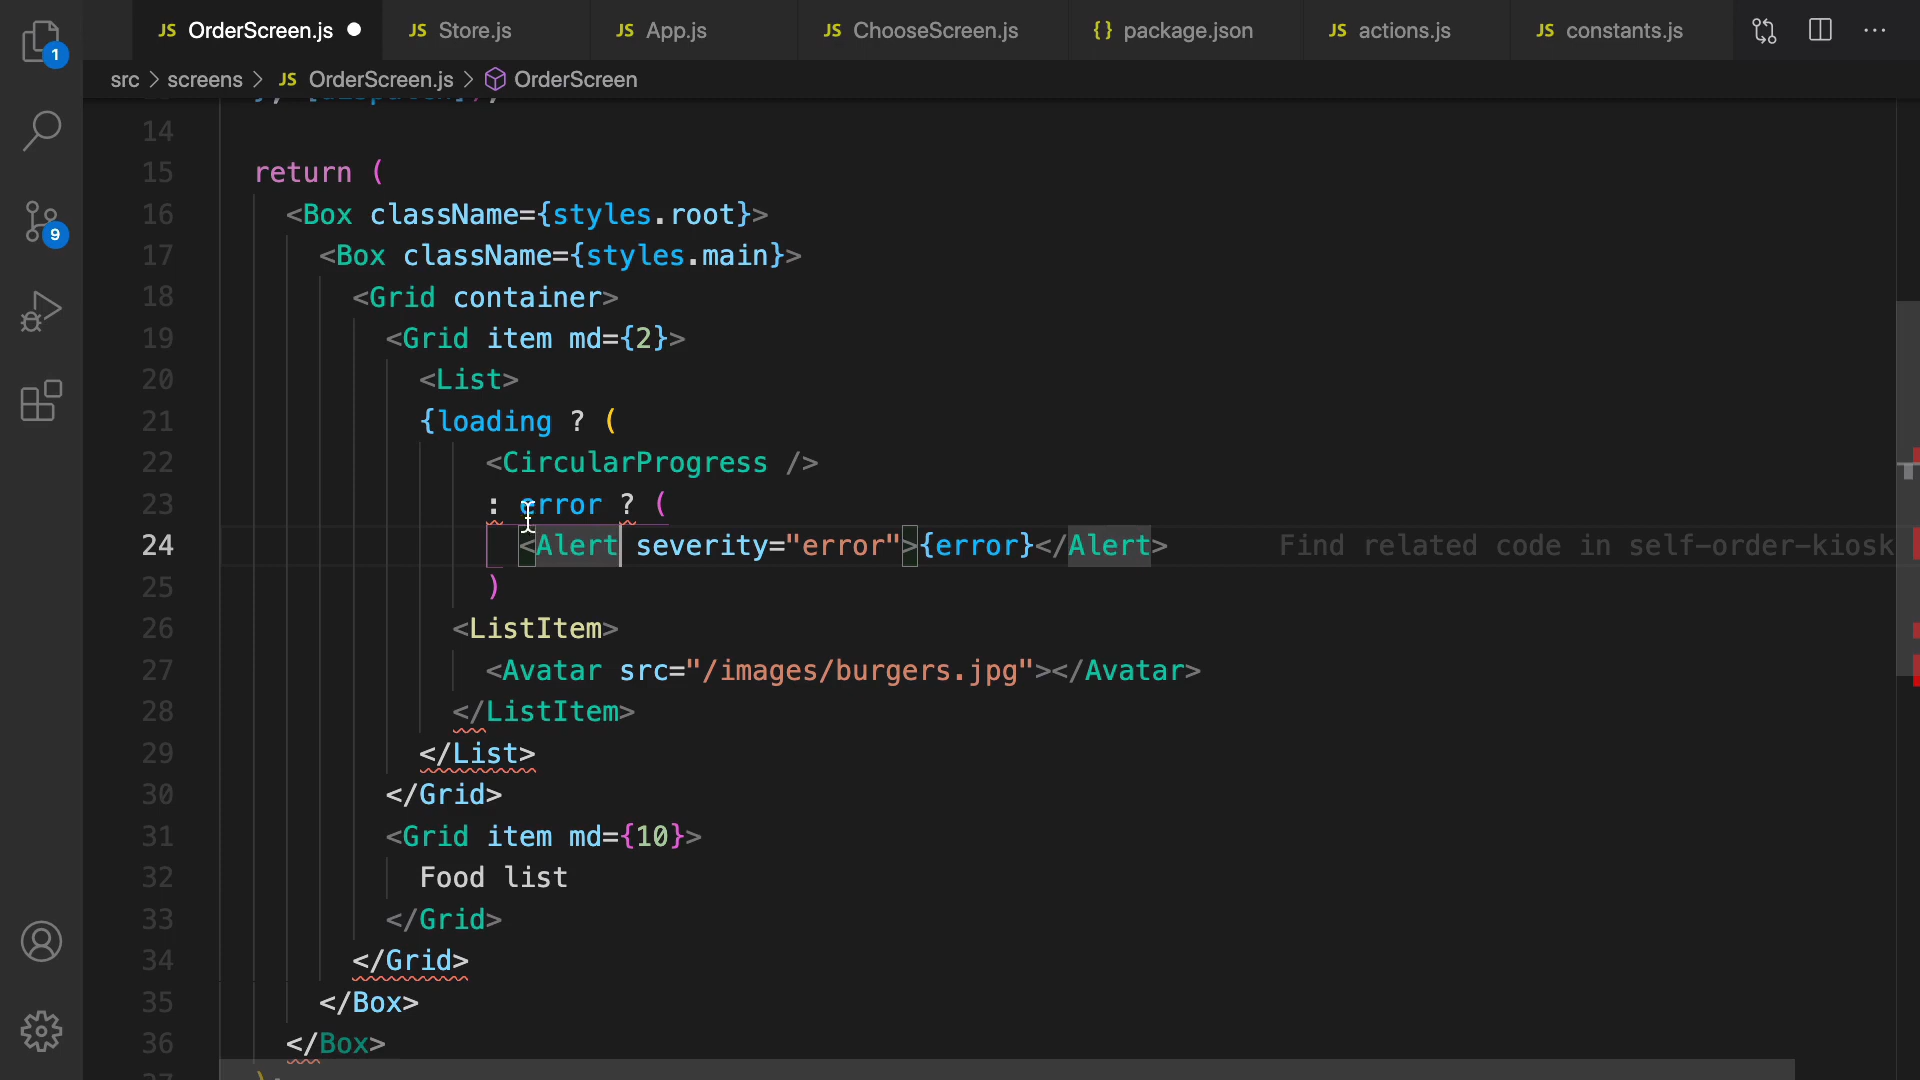 1
JS OrderScreen.js
JS Store.js
JS App.js
JS ChooseScreen.js
{} package.json
JS actions.js
JS constants.js
src > screens > JS OrderScreen.js > OrderScreen
14
15 return (
16 <Box className={styles.root}>
17 <Box className={styles.main}>
18 <Grid container>
19 <Grid item md={2}>
20 <List>
21 {loading ? (
22 <CircularProgress />
23 : error ? (
24 <Alert severity="error">{error}</Alert> Find related code in self-order-kiosk
25 )
26 <ListItem>
27 <Avatar src="/images/burgers.jpg"></Avatar>
28 </ListItem>
29 </List>
30 </Grid>
31 <Grid item md={10}>
32 Food list
33 </Grid>
34 </Grid>
35 </Box>
36 </Box>
9